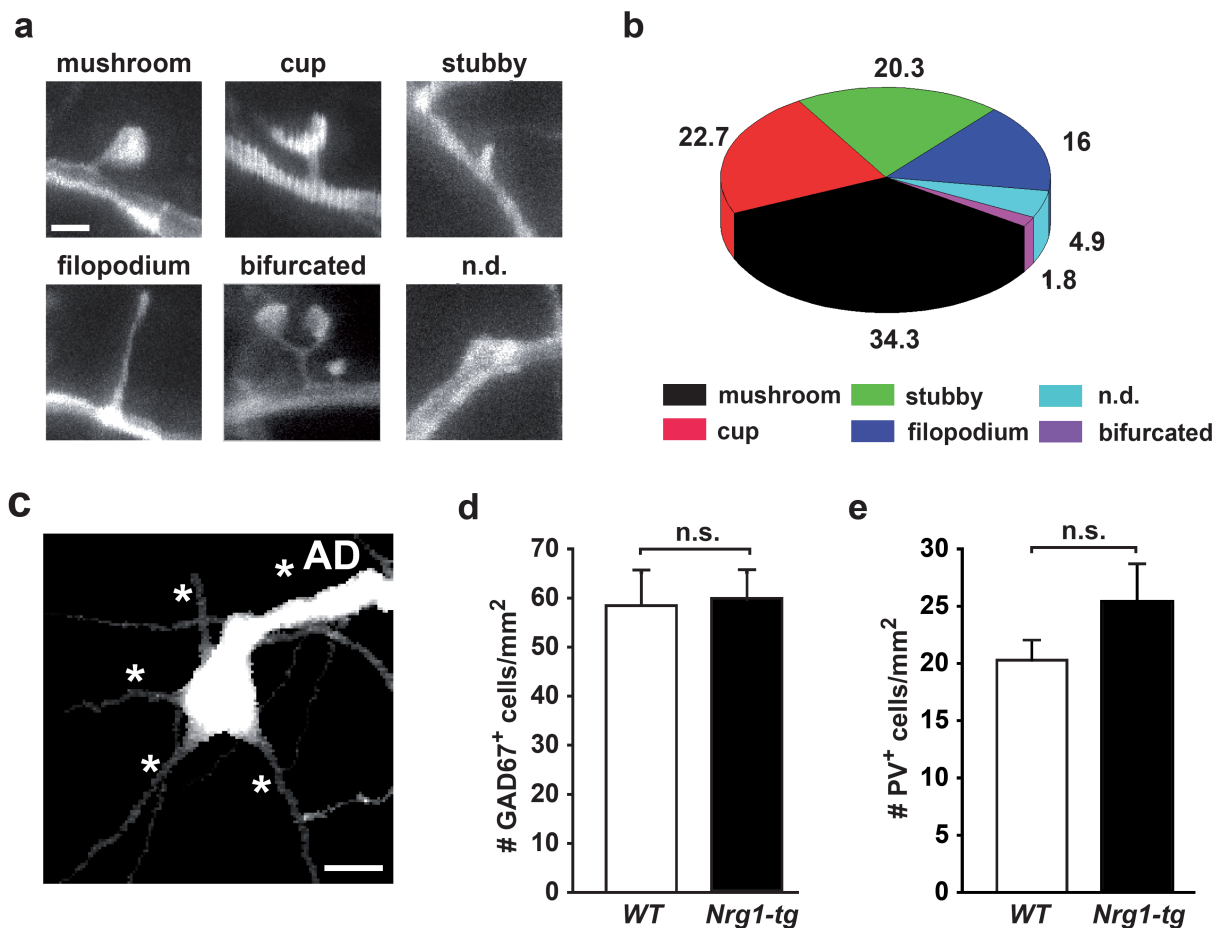 a
mushroom cup stubby
filopodium bifurcated n.d.
b
20.3
22.7
16
4.9
1.8
34.3
mushroom stubby n.d.
cup filopodium bifurcated
c
* AD
*
*
*
*
d
n.s.
# GAD67⁺ cells/mm²
70
60
50
40
30
20
10
0
WT Nrg1-tg
e
n.s.
# PV⁺ cells/mm²
30
25
20
15
10
5
0
WT Nrg1-tg